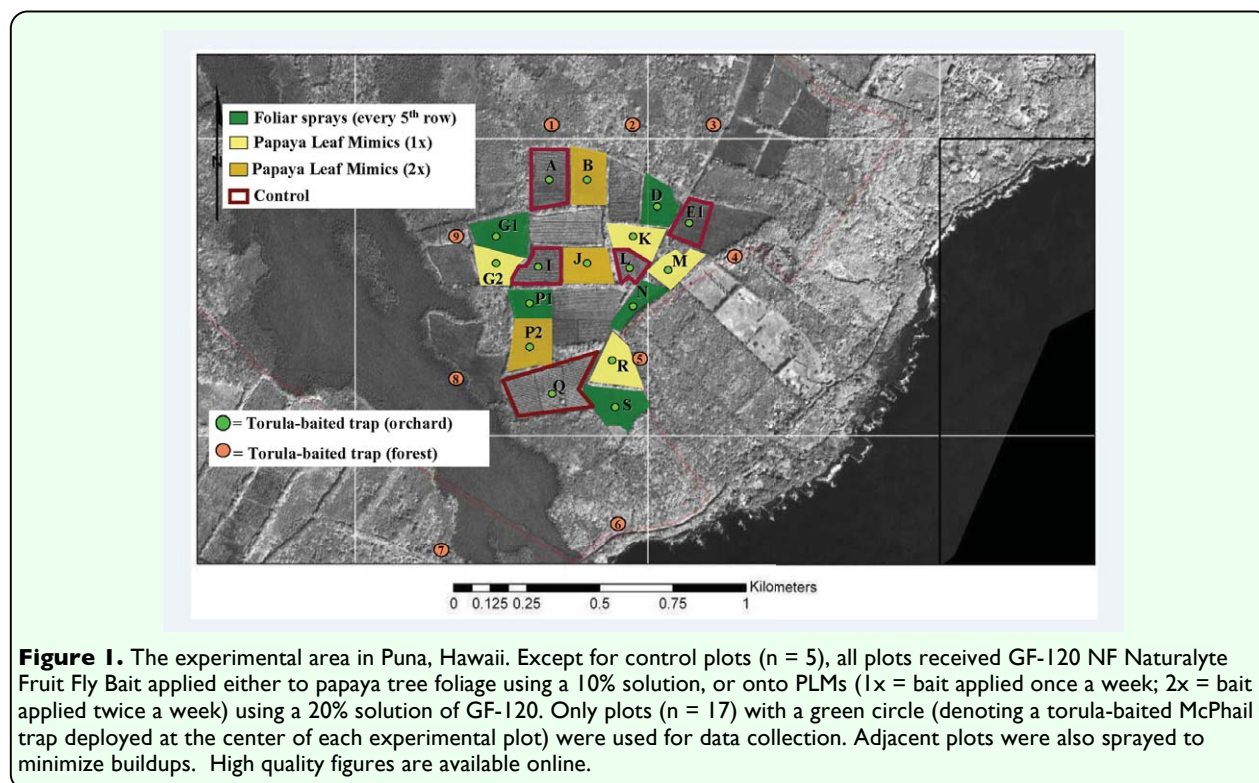 Foliar sprays (every 5th row)
Papaya Leaf Mimics (1x)
Papaya Leaf Mimics (2x)
Control
N
1
2
3
A
B
D
E1
G1
9
K
4
G2
I
J
L
M
P1
N
P2
5
R
8
Q
S
= Torula-baited trap (orchard)
= Torula-baited trap (forest)
6
7
Kilometers
0 0.125 0.25 0.5 0.75 1
Figure 1. The experimental area in Puna, Hawaii. Except for control plots (n = 5), all plots received GF-120 NF Naturalyte
Fruit Fly Bait applied either to papaya tree foliage using a 10% solution, or onto PLMs (1x = bait applied once a week; 2x = bait
applied twice a week) using a 20% solution of GF-120. Only plots (n = 17) with a green circle (denoting a torula-baited McPhail
trap deployed at the center of each experimental plot) were used for data collection. Adjacent plots were also sprayed to
minimize buildups. High quality figures are available online.